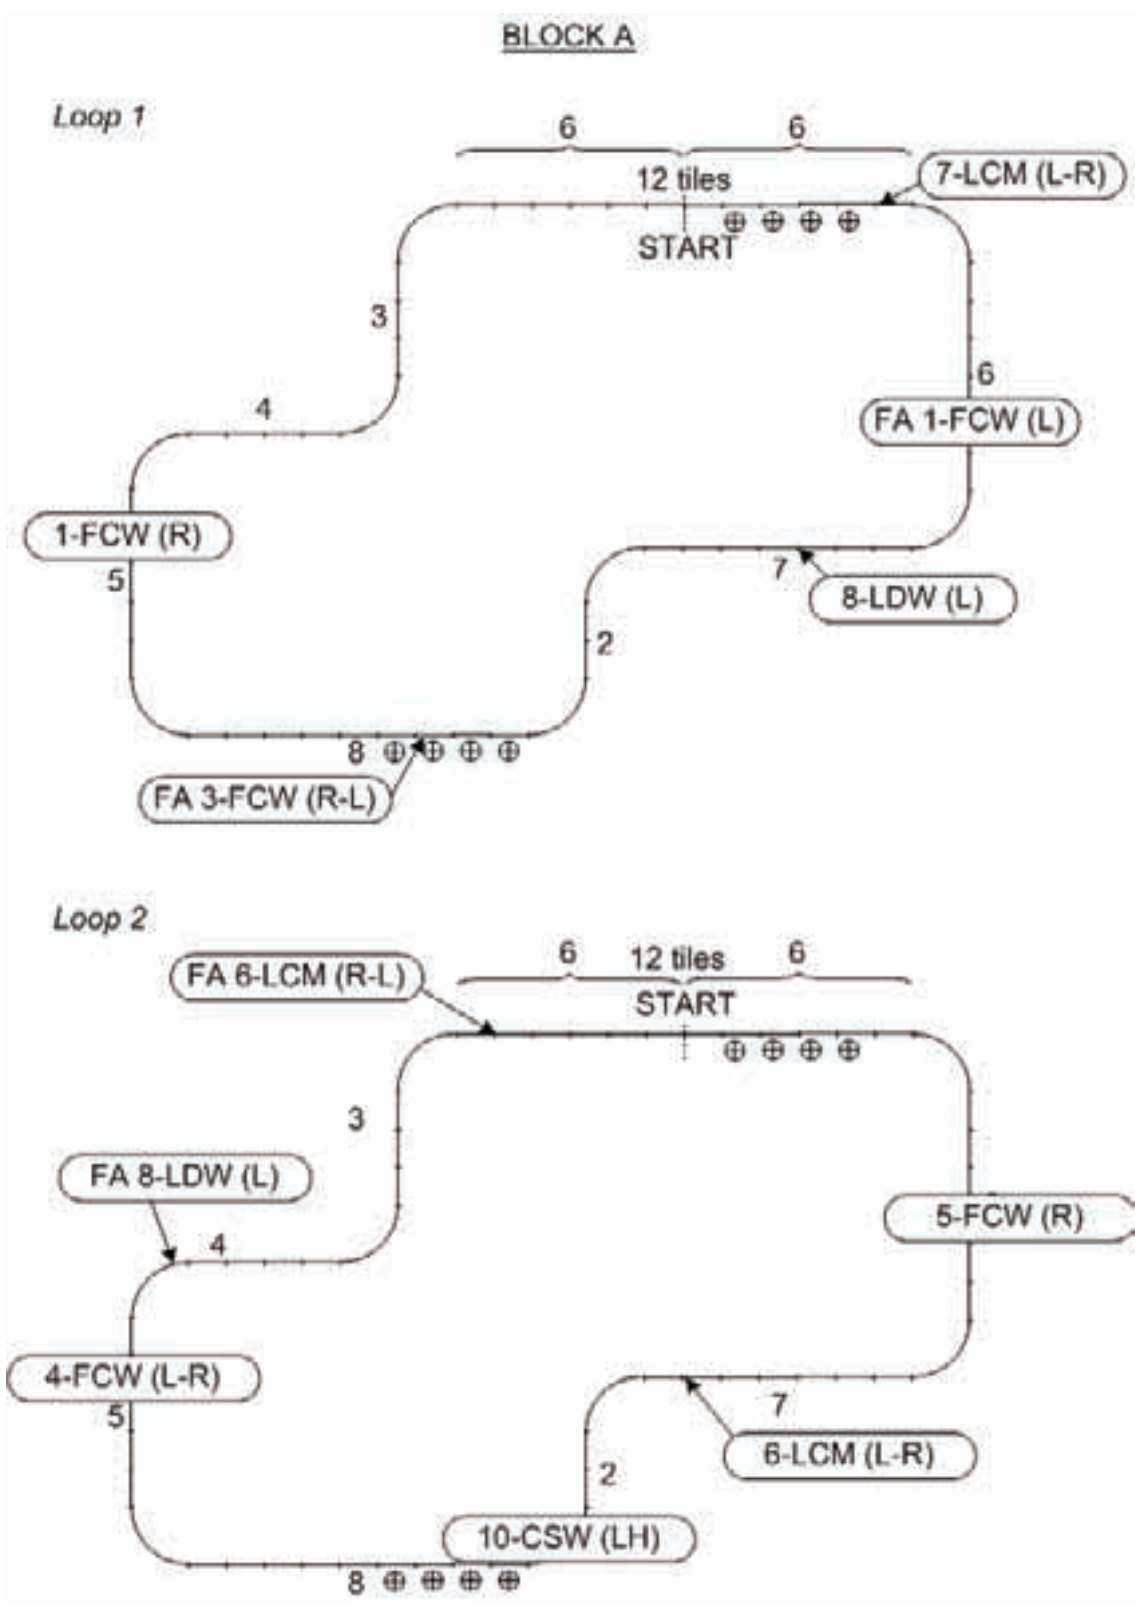 BLOCK A
Loop 1
6 6
12 tiles
7-LCM (L-R)
START
3
6
4
FA 1-FCW (L)
1-FCW (R)
5
7
8-LDW (L)
2
8
FA 3-FCW (R-L)
Loop 2
FA 6-LCM (R-L)
6 12 tiles 6
START
3
FA 8-LDW (L)
4
5-FCW (R)
4-FCW (L-R)
5
7
6-LCM (L-R)
2
10-CSW (LH)
8